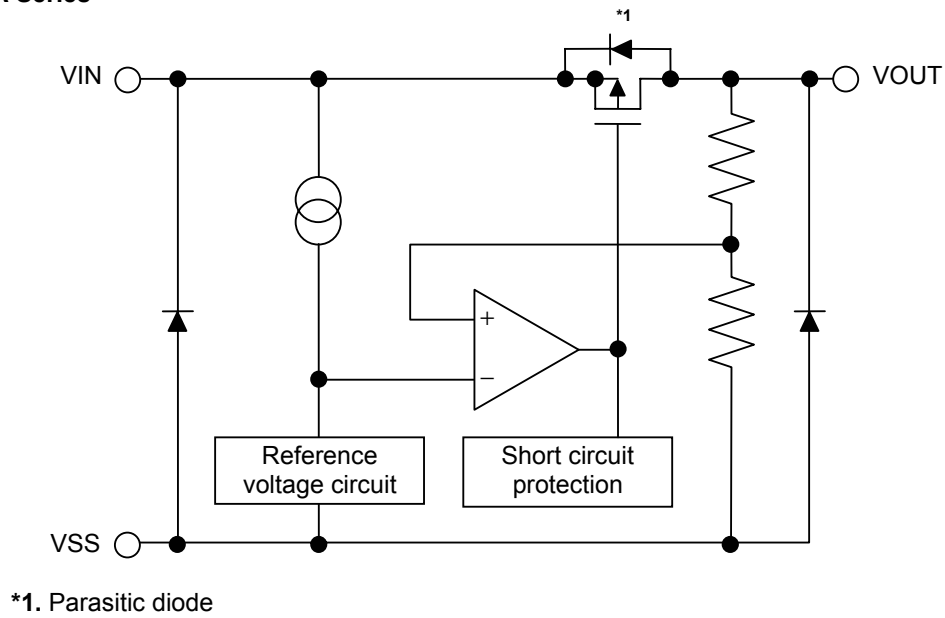 *1
VIN
VOUT
+
−
Reference
voltage circuit
Short circuit
protection
VSS
*1. Parasitic diode